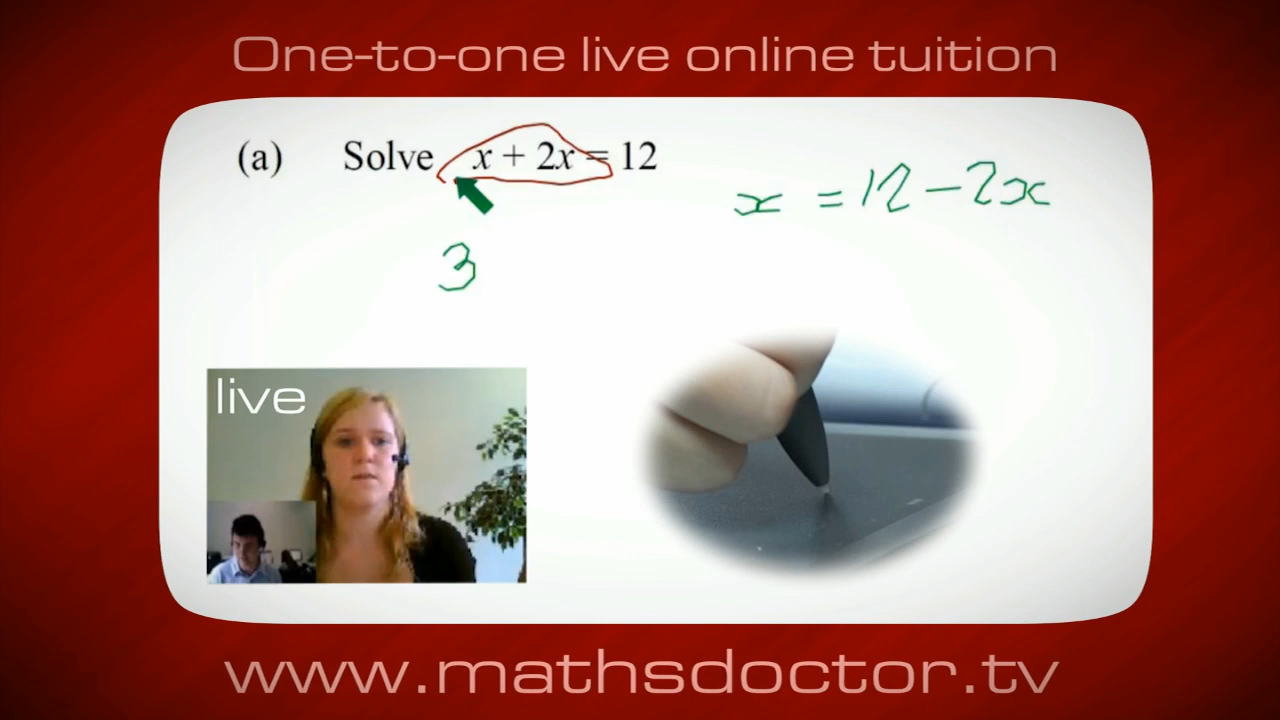 One-to-one live online tuition
(a) Solve x + 2x = 12
x = 12 - 2x
3
live
www.mathsdoctor.tv